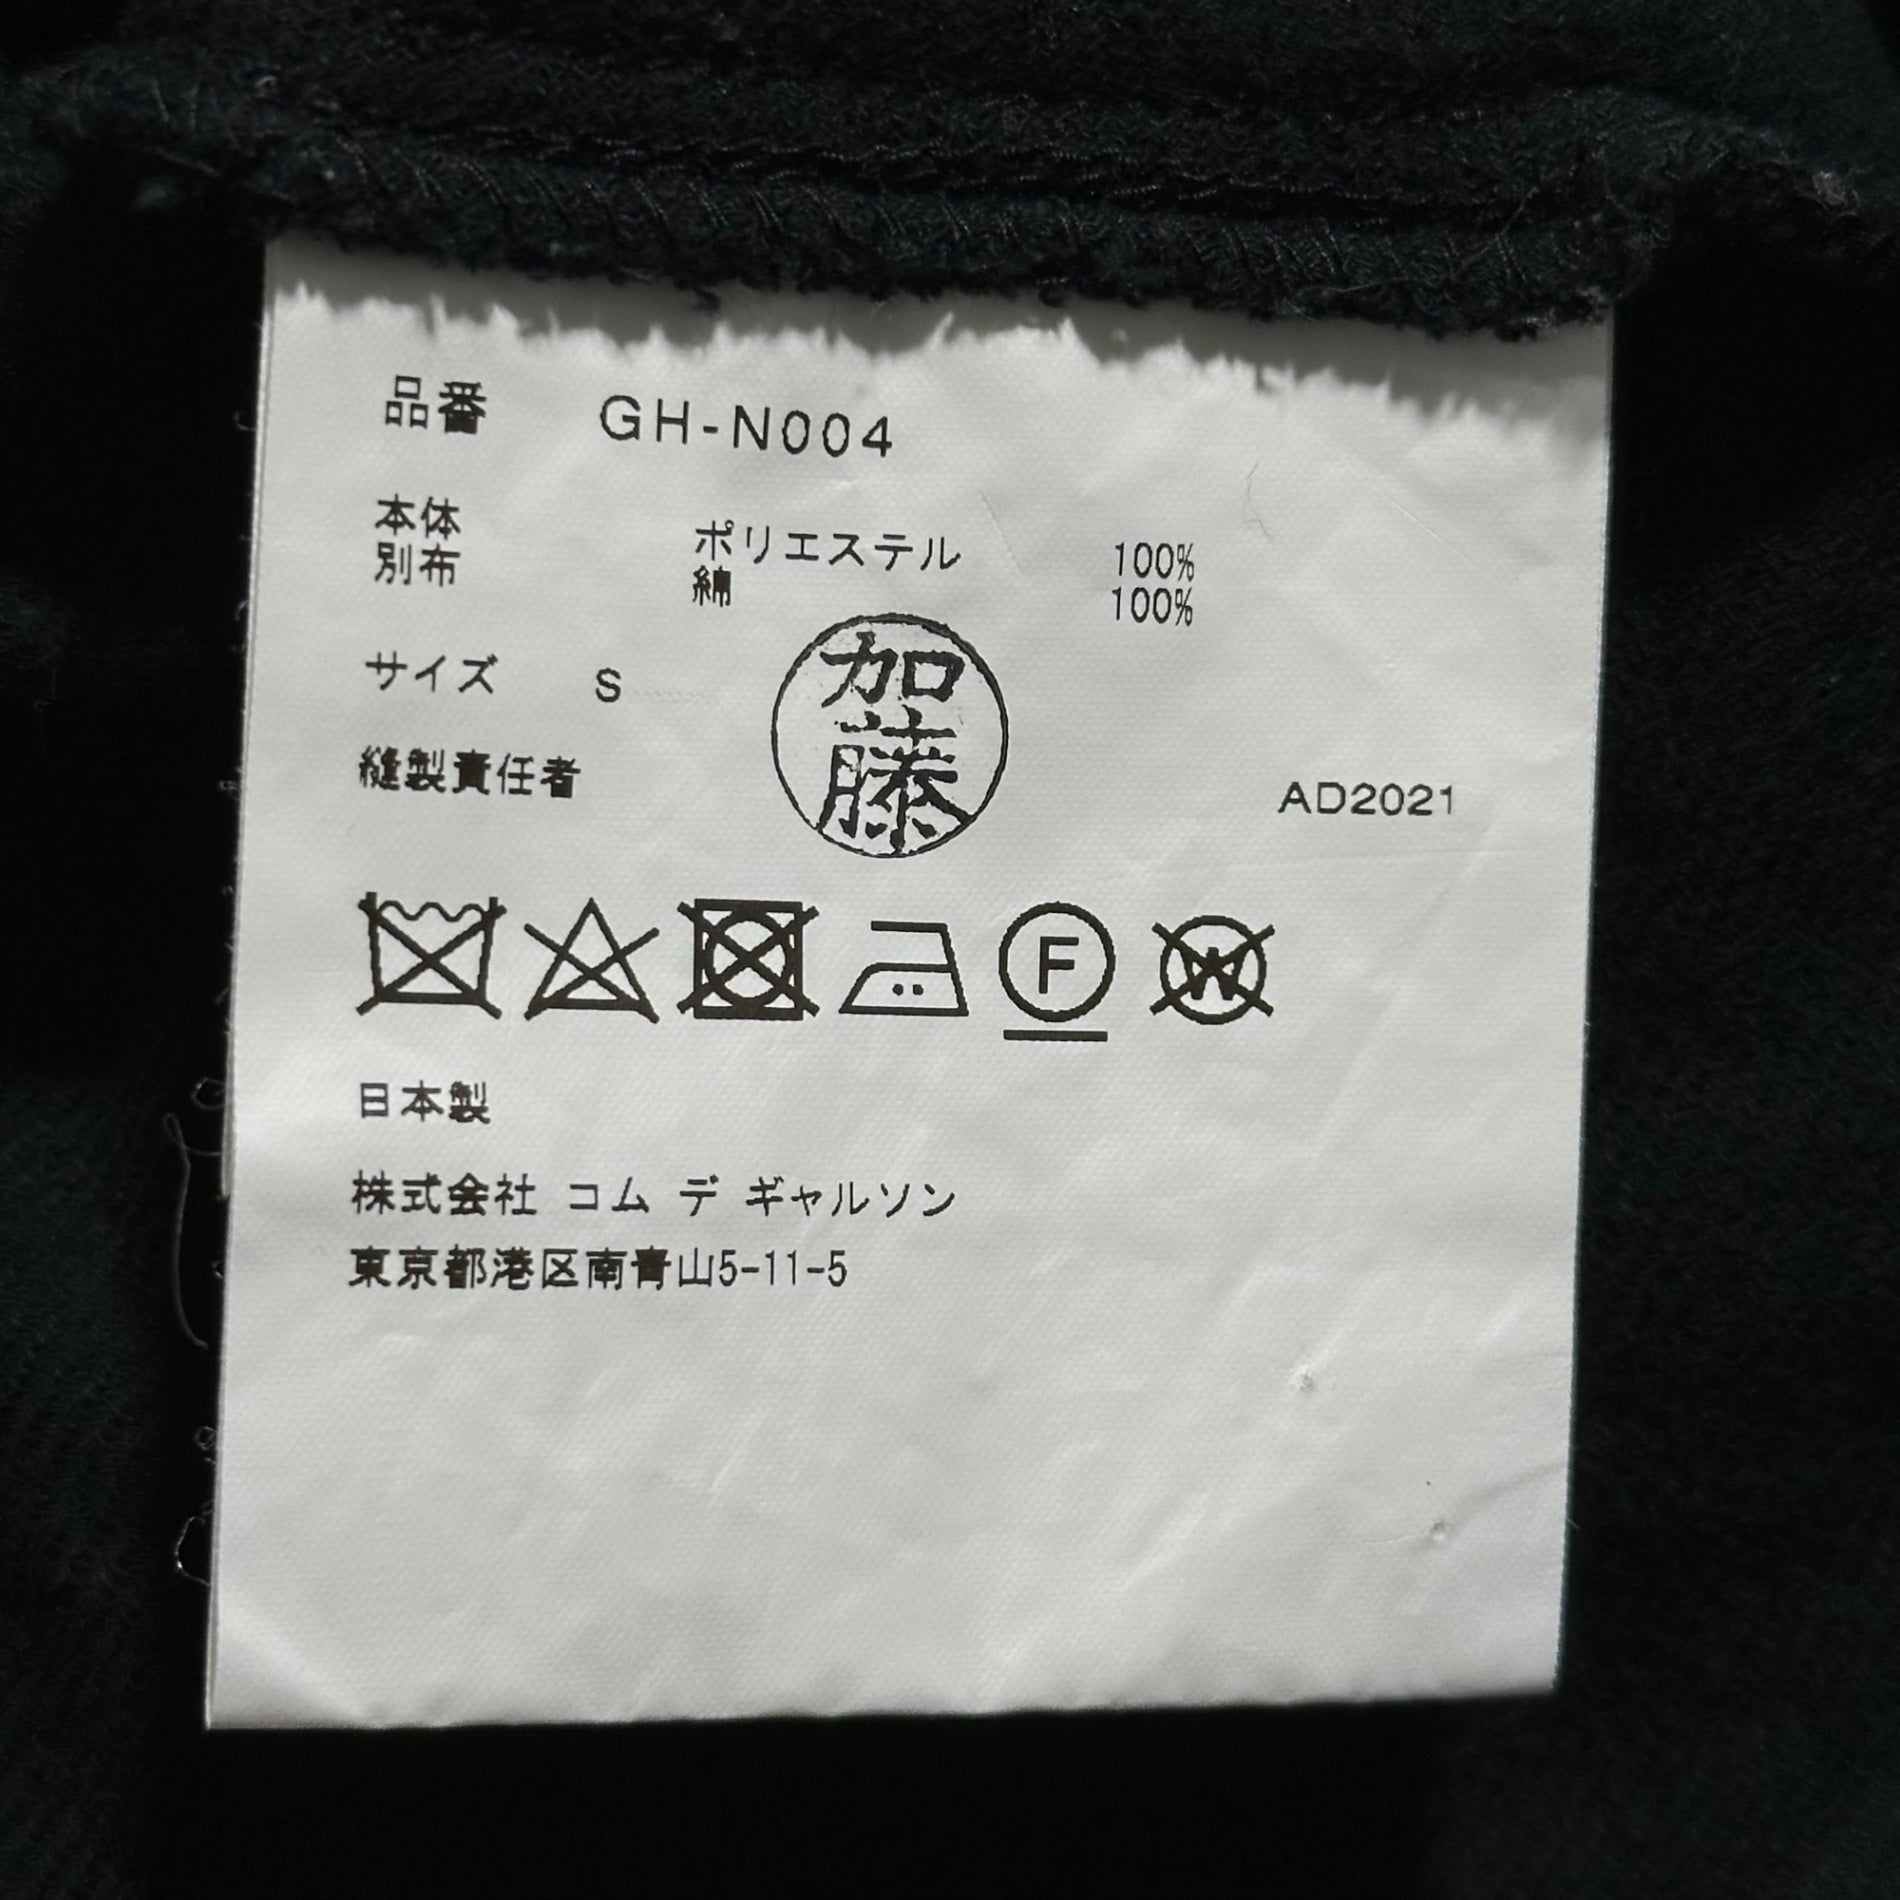 品番 GH-N004
本体 ポリエステル 100%
別布 綿 100%
サイズ S
加藤
縫製責任者
AD2021
F
W
日本製
株式会社 コム デ ギャルソン
東京都港区南青山5-11-5